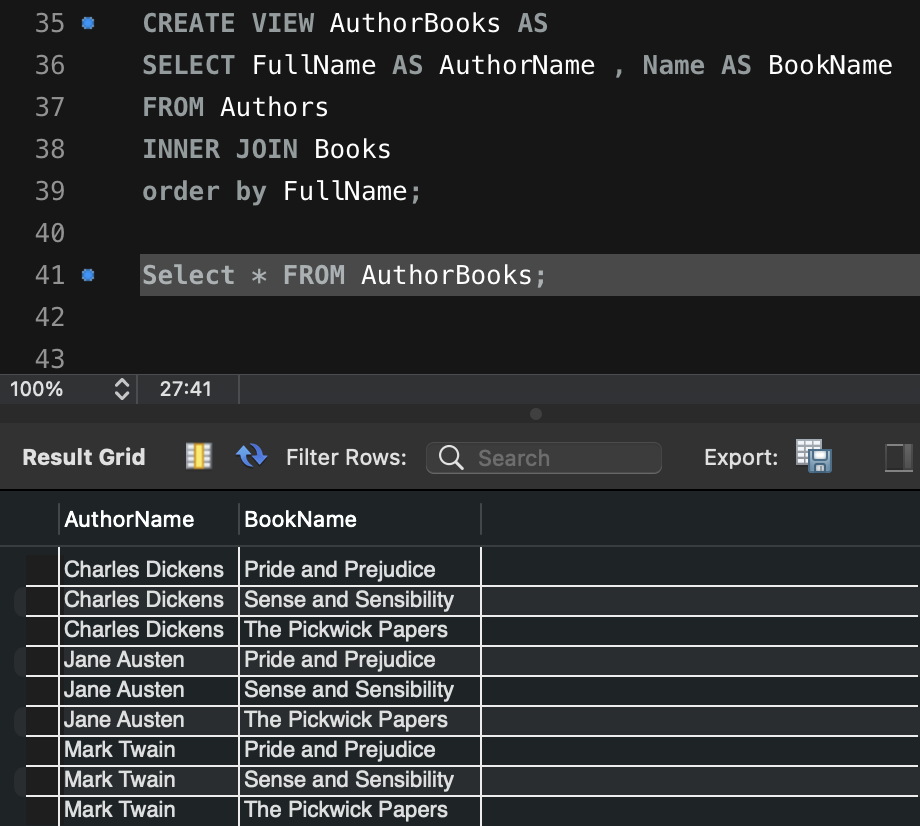 35 CREATE VIEW AuthorBooks AS
36 SELECT FullName AS AuthorName , Name AS BookName
37 FROM Authors
38 INNER JOIN Books
39 order by FullName;
40
41 Select * FROM AuthorBooks;
42
43
100% 27:41
Result Grid Filter Rows: Search Export:
AuthorName BookName
Charles Dickens Pride and Prejudice
Charles Dickens Sense and Sensibility
Charles Dickens The Pickwick Papers
Jane Austen Pride and Prejudice
Jane Austen Sense and Sensibility
Jane Austen The Pickwick Papers
Mark Twain Pride and Prejudice
Mark Twain Sense and Sensibility
Mark Twain The Pickwick Papers